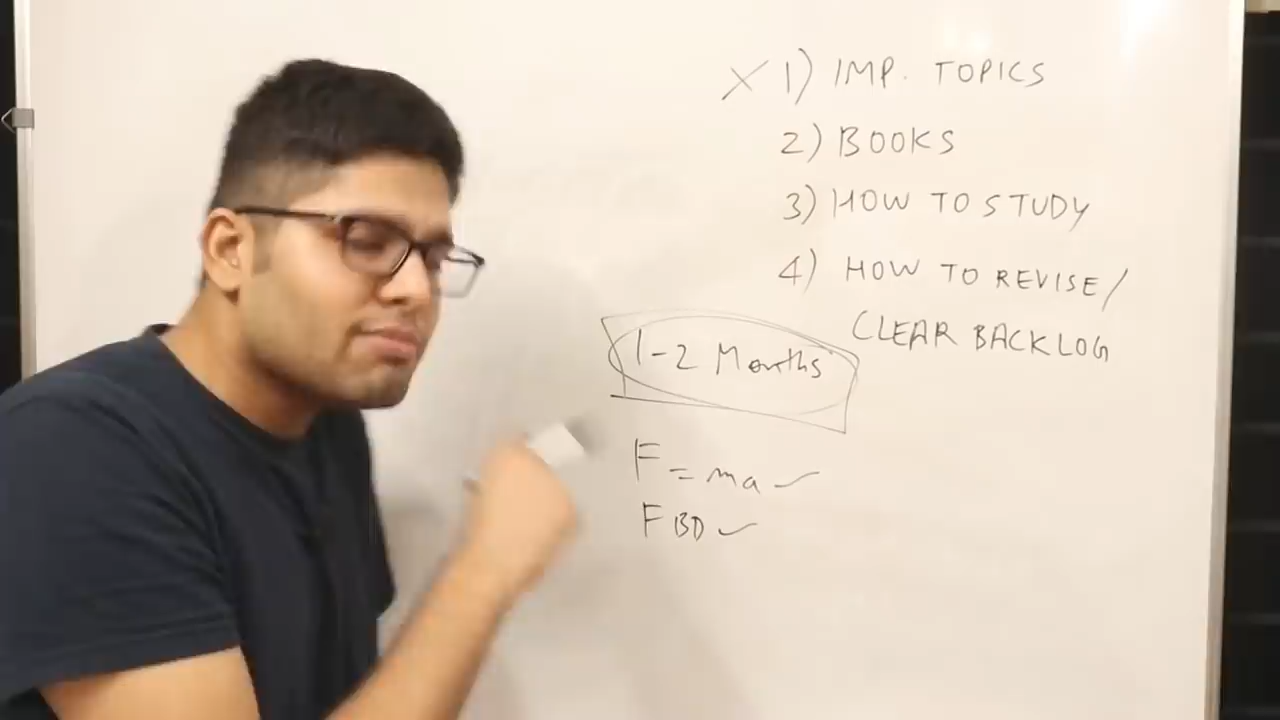 X 1) IMP. TOPICS
2) BOOKS
3) HOW TO STUDY
4) HOW TO REVISE/
CLEAR BACKLOG
1-2 Months
F = ma ✓
FBD ✓